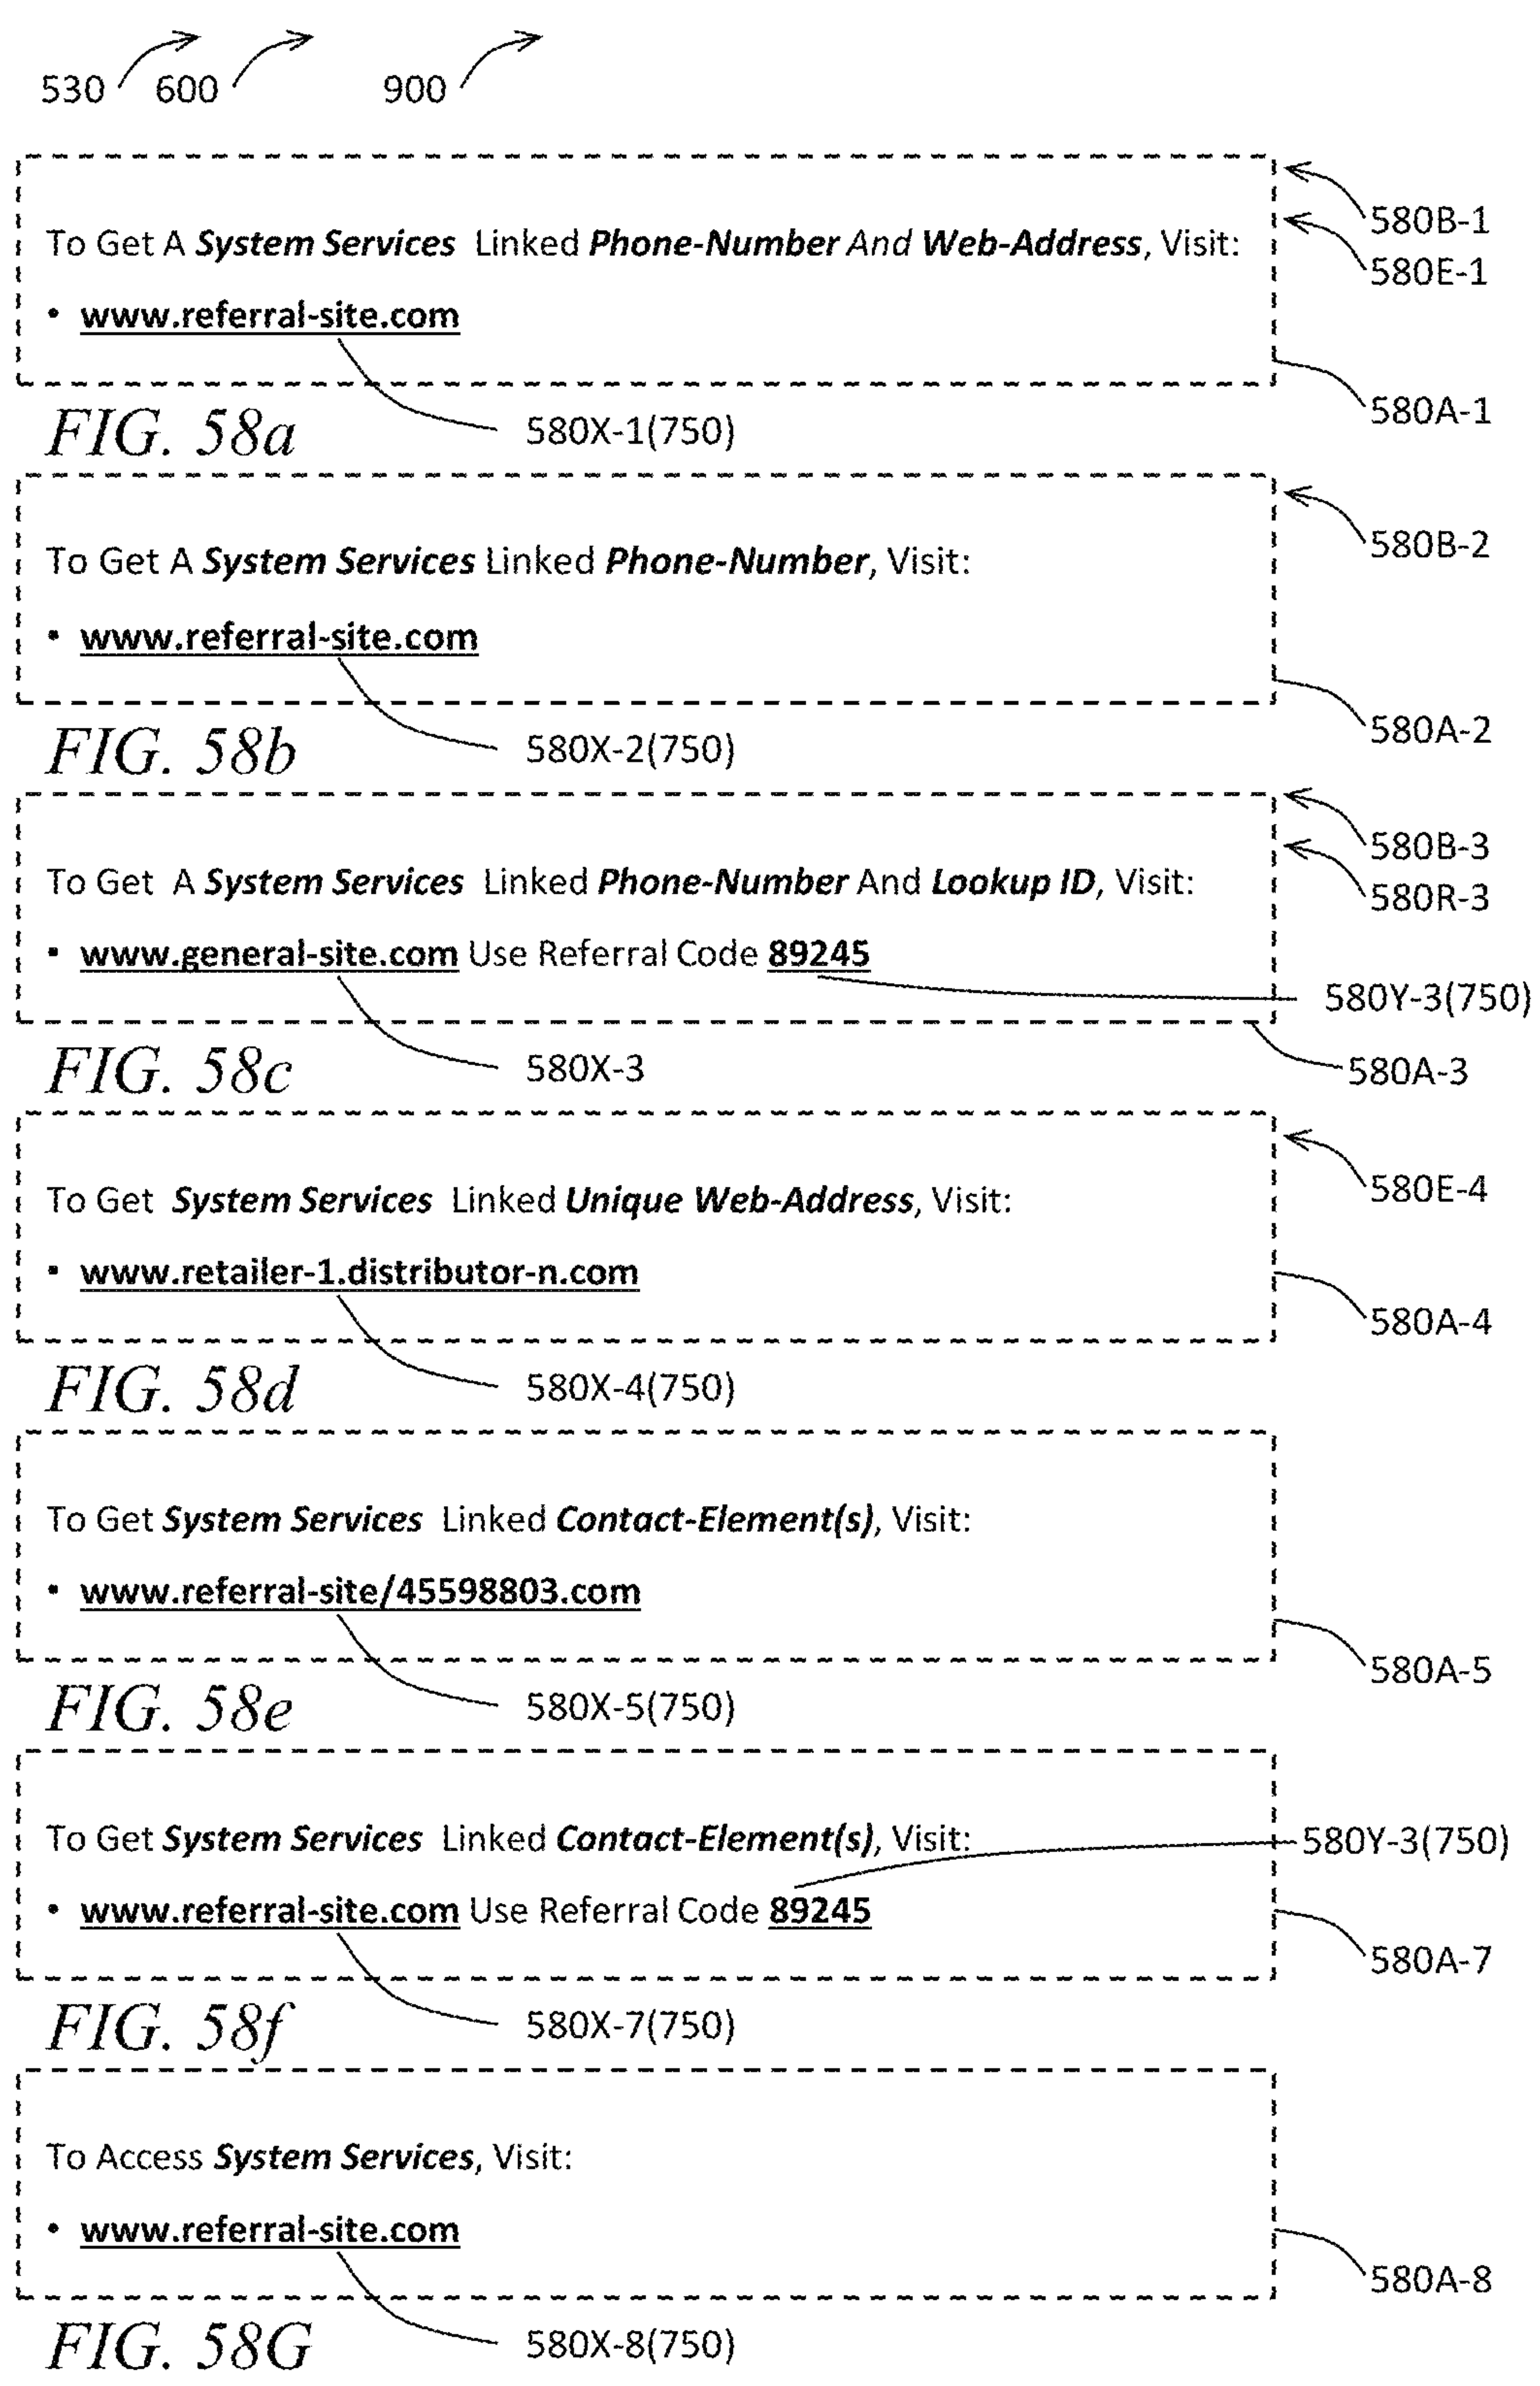 530 600 900
580B-1
To Get A System Services Linked Phone-Number And Web-Address, Visit:
580E-1
• www.referral-site.com
580A-1
FIG. 58a 580X-1(750)
580B-2
To Get A System Services Linked Phone-Number, Visit:
• www.referral-site.com
580A-2
FIG. 58b 580X-2(750)
580B-3
To Get A System Services Linked Phone-Number And Lookup ID, Visit:
580R-3
• www.general-site.com Use Referral Code 89245
580Y-3(750)
FIG. 58c 580X-3 580A-3
To Get System Services Linked Unique Web-Address, Visit:
580E-4
• www.retailer-1.distributor-n.com
580A-4
FIG. 58d 580X-4(750)
To Get System Services Linked Contact-Element(s), Visit:
• www.referral-site/45598803.com
580A-5
FIG. 58e 580X-5(750)
To Get System Services Linked Contact-Element(s), Visit:
580Y-3(750)
• www.referral-site.com Use Referral Code 89245
580A-7
FIG. 58f 580X-7(750)
To Access System Services, Visit:
• www.referral-site.com
580A-8
FIG. 58G 580X-8(750)